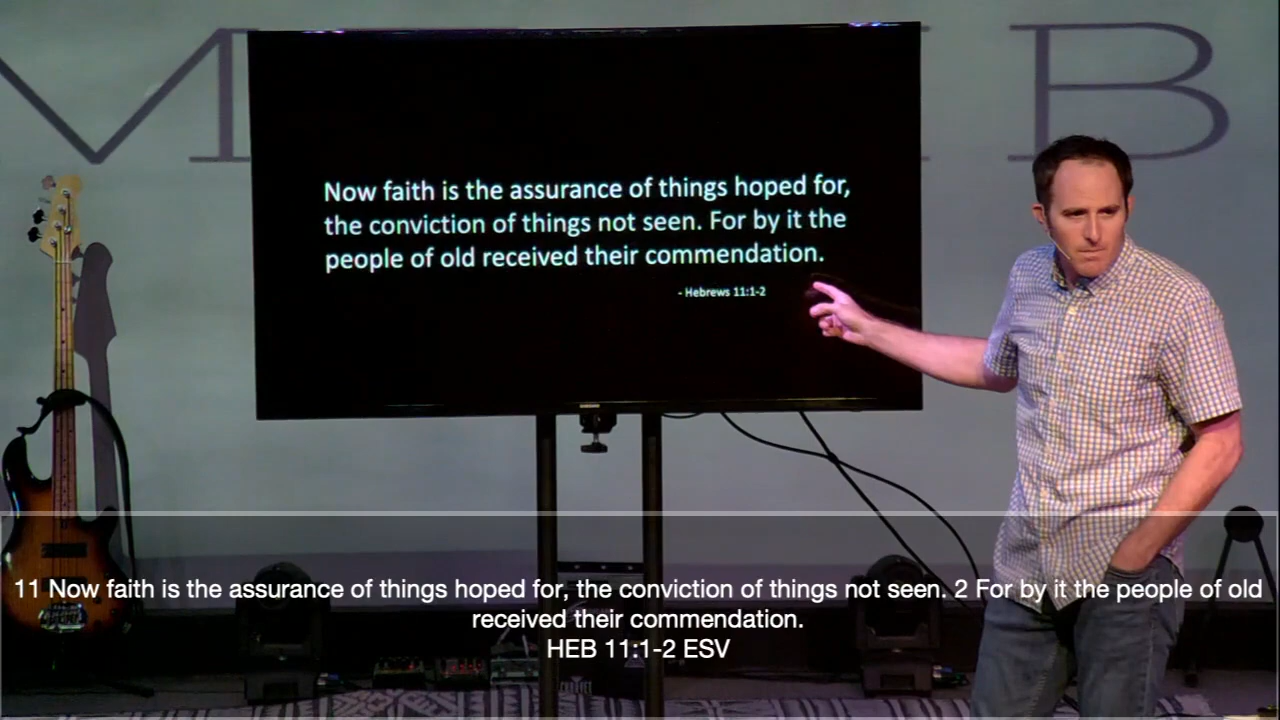 M I B
Now faith is the assurance of things hoped for,
the conviction of things not seen. For by it the
people of old received their commendation.
- Hebrews 11:1-2
SAMSUNG
11 Now faith is the assurance of things hoped for, the conviction of things not seen. 2 For by it the people of old
received their commendation.
HEB 11:1-2 ESV
CHAUVET